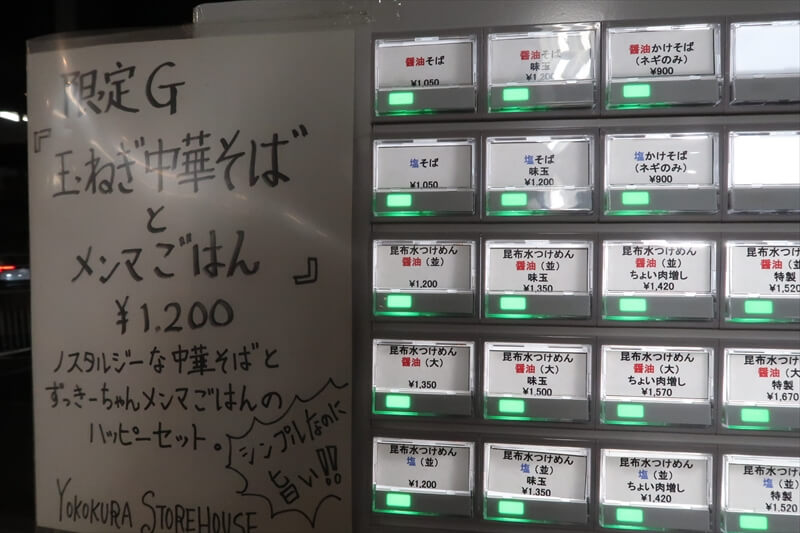 限定G
『玉ねぎ中華そば
と
メンマごはん』
¥1.200
ノスタルジーな中華そばと
ずっきーちゃんメンマごはんの
ハッピーセット。
シンプルなのに
旨い!!
YOKOKURA STOREHOUSE
醤油そば
¥1,050
醤油そば
味玉
¥1,200
醤油かけそば
(ネギのみ)
¥900
塩そば
¥1,050
塩そば
味玉
¥1,200
塩かけそば
(ネギのみ)
¥900
昆布水つけめん
醤油(並)
¥1,200
昆布水つけめん
醤油(並)
味玉
¥1,350
昆布水つけめん
醤油(並)
ちょい肉増し
¥1,420
昆布水つけめん
醤油(並)
特製
¥1,520
昆布水つけめん
醤油(大)
¥1,350
昆布水つけめん
醤油(大)
味玉
¥1,500
昆布水つけめん
醤油(大)
ちょい肉増し
¥1,570
昆布水つけめん
醤油(大)
特製
¥1,670
昆布水つけめん
塩(並)
¥1,200
昆布水つけめん
塩(並)
味玉
¥1,350
昆布水つけめん
塩(並)
ちょい肉増し
¥1,420
昆布水つけめん
塩(並)
特製
¥1,520